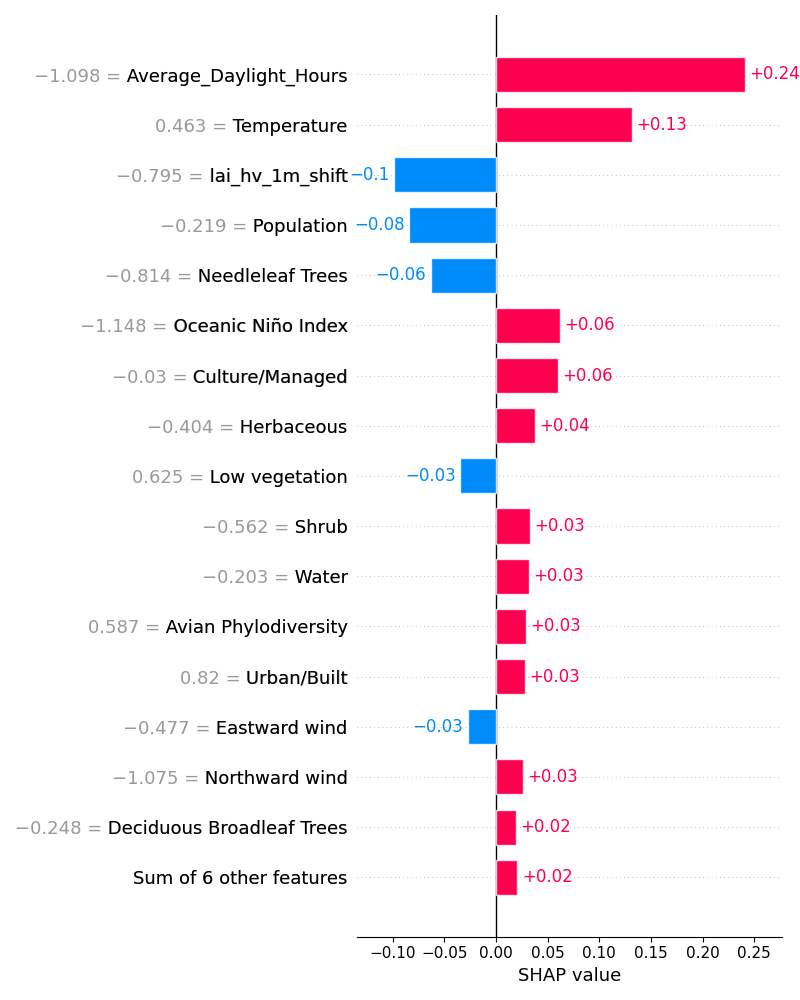 −1.098 = Average_Daylight_Hours +0.24
0.463 = Temperature +0.13
−0.795 = lai_hv_1m_shift −0.1
−0.219 = Population −0.08
−0.814 = Needleleaf Trees −0.06
−1.148 = Oceanic Niño Index +0.06
−0.03 = Culture/Managed +0.06
−0.404 = Herbaceous +0.04
0.625 = Low vegetation −0.03
−0.562 = Shrub +0.03
−0.203 = Water +0.03
0.587 = Avian Phylodiversity +0.03
0.82 = Urban/Built +0.03
−0.477 = Eastward wind −0.03
−1.075 = Northward wind +0.03
−0.248 = Deciduous Broadleaf Trees +0.02
Sum of 6 other features +0.02
−0.10 −0.05 0.00 0.05 0.10 0.15 0.20 0.25
SHAP value